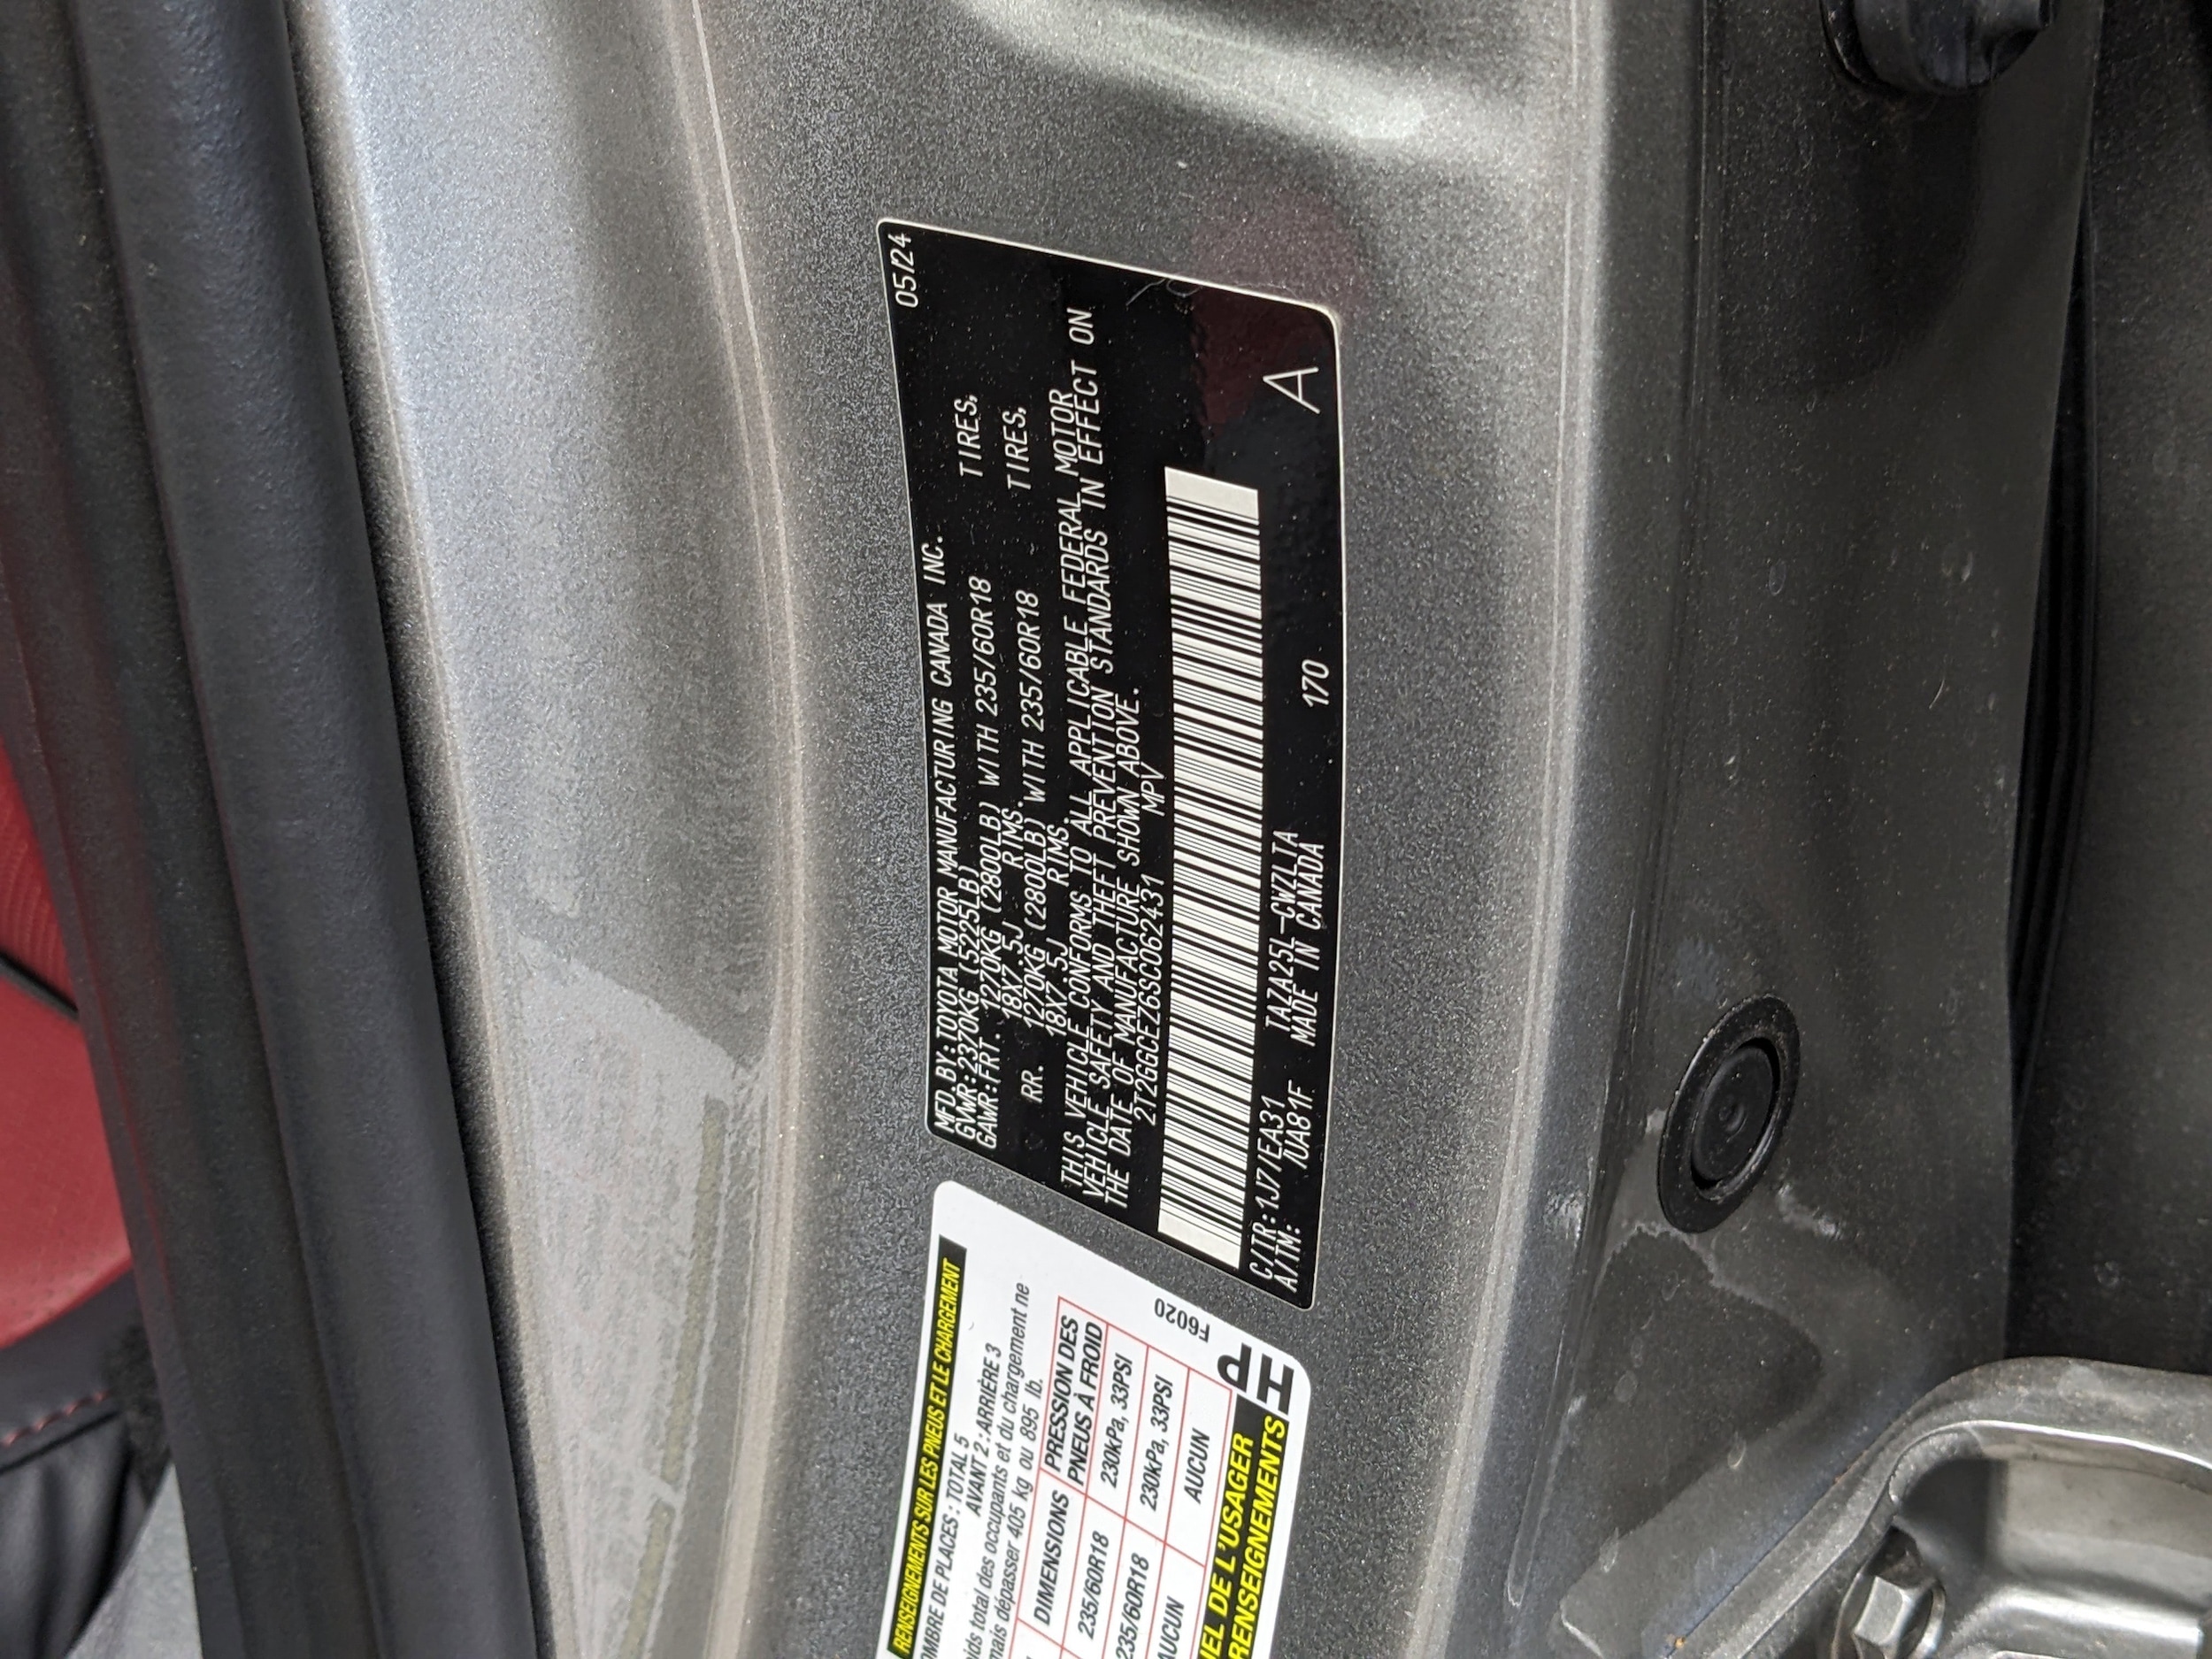 05/24
MFD.BY:TOYOTA MOTOR MANUFACTURING CANADA INC.
GVWR:2370KG (5225LB)
GAWR:FRT. 1270KG (2800LB) WITH 235/60R18 TIRES,
18X7.5J RIMS.
RR. 1270KG (2800LB) WITH 235/60R18 TIRES,
18X7.5J RIMS.
THIS VEHICLE CONFORMS TO ALL APPLICABLE FEDERAL MOTOR
VEHICLE SAFETY AND THEFT PREVENTION STANDARDS IN EFFECT ON
THE DATE OF MANUFACTURE SHOWN ABOVE.
2T2GGCEZ6SC062431 MPV
C/TR:1J7/EA31 TAZA25L-CWZLTA
A/TM: /UA81F MADE IN CANADA 170 A
RENSEIGNEMENTS SUR LES PNEUS ET LE CHARGEMENT
DE PLACES : TOTAL 5
AVANT 2 : ARRIÈRE 3
total des occupants et du chargement ne
dépasser 405 kg ou 895 lb.
DIMENSIONS PRESSION DES
PNEUS À FROID
235/60R18 230kPa, 33PSI
235/60R18 230kPa, 33PSI
AUCUN AUCUN
F6020
HP
DE L'USAGER
RENSEIGNEMENTS